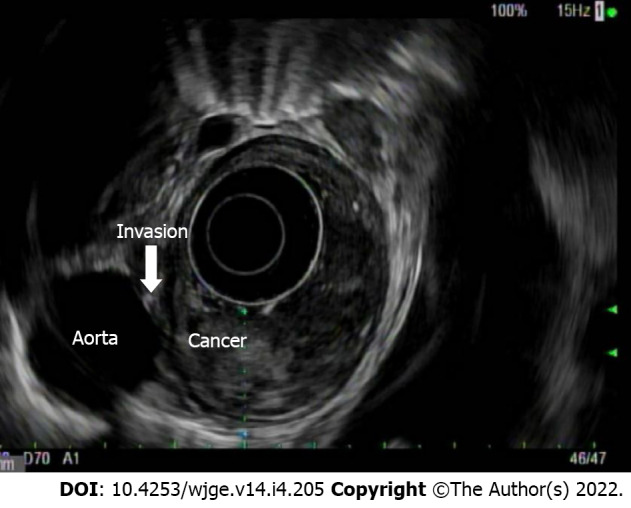 100% 15Hz 1
Invasion
Aorta
Cancer
D70 A1 46/47
DOI: 10.4253/wjge.v14.i4.205 Copyright ©The Author(s) 2022.